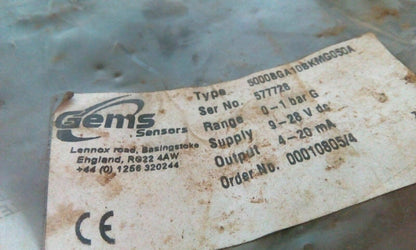 Gems
Sensors
Lennox road, Basingstoke
England, RG22 4AW
+44 (0) 1256 320244
CE
Type 5000BGA10BKMG050A
Ser No. 577728
Range 0-1 bar G
Supply 9-28 V dc
Output 4-20 mA
Order No. 00010805/4